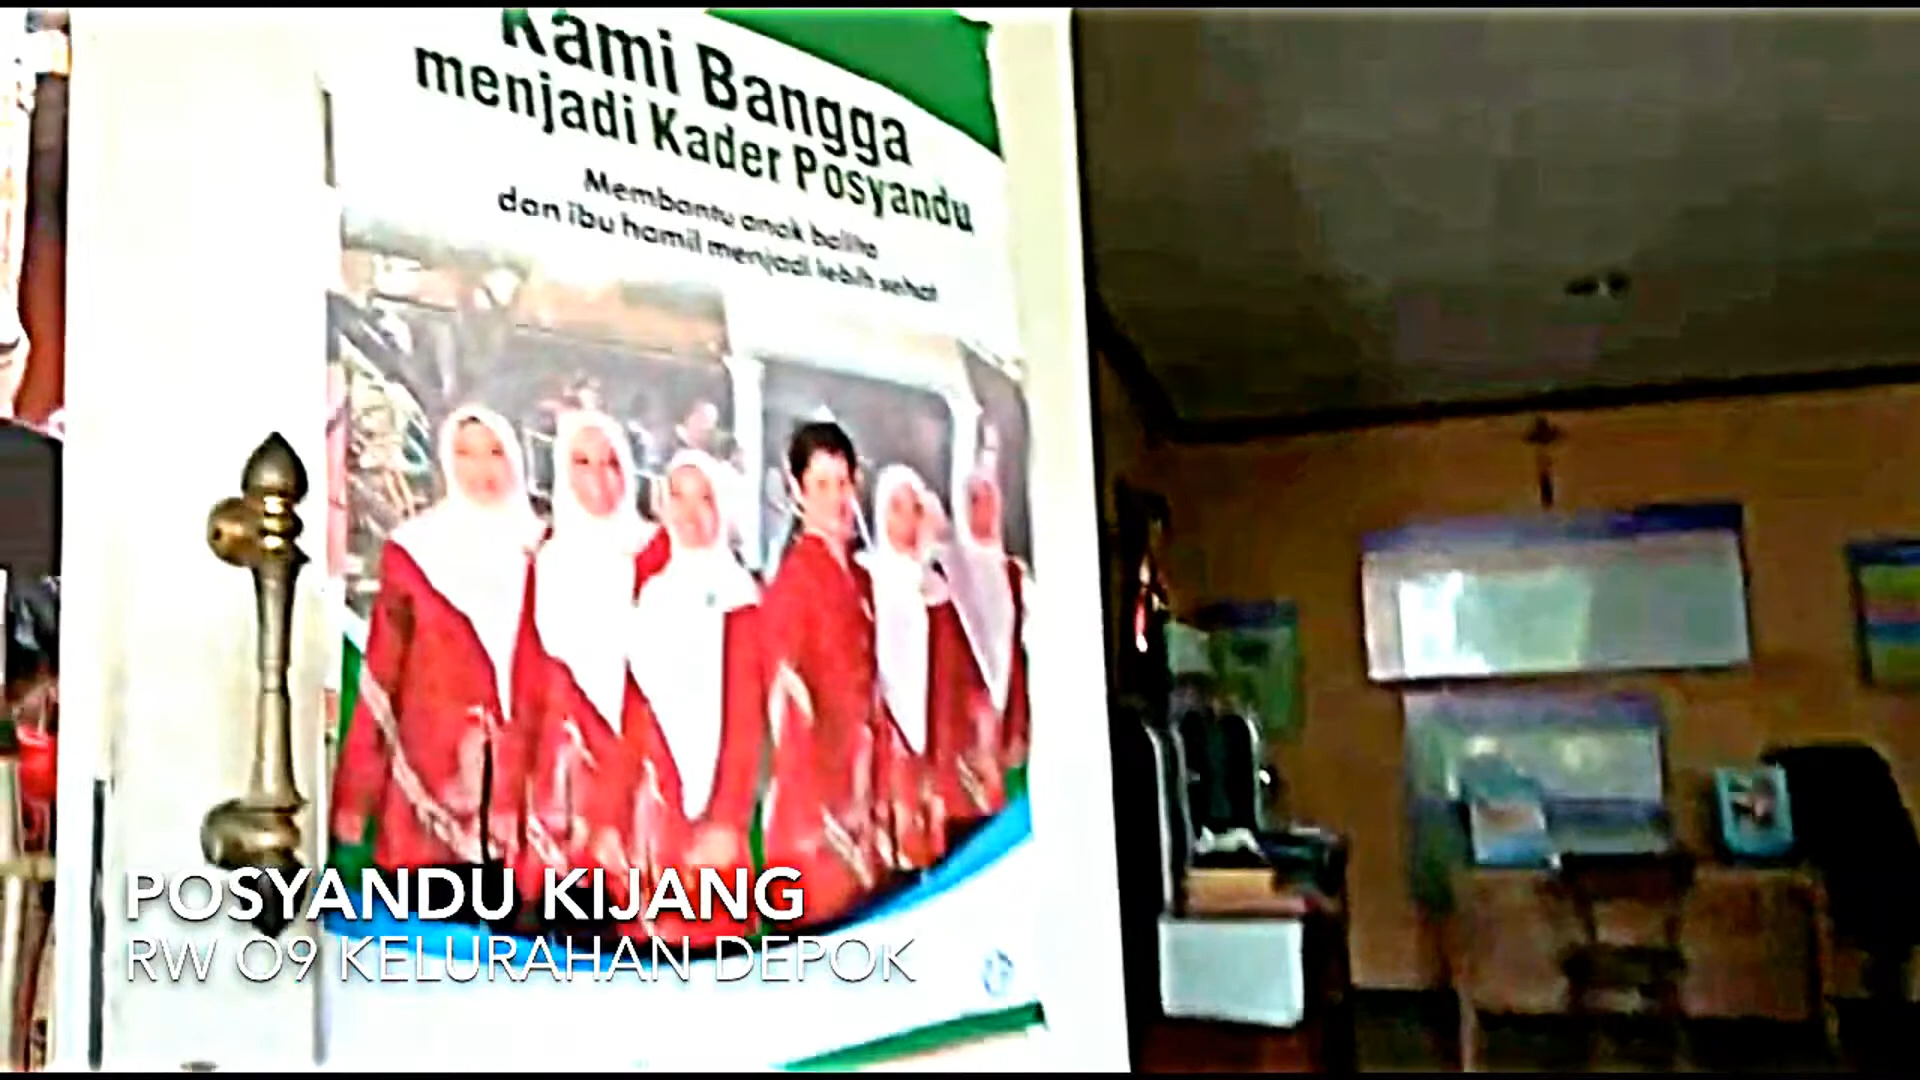 Kami Bangga
menjadi Kader Posyandu
Membantu anak balita
dan ibu hamil menjadi lebih sehat
POSYANDU KIJANG
RW 09 KELURAHAN DEPOK